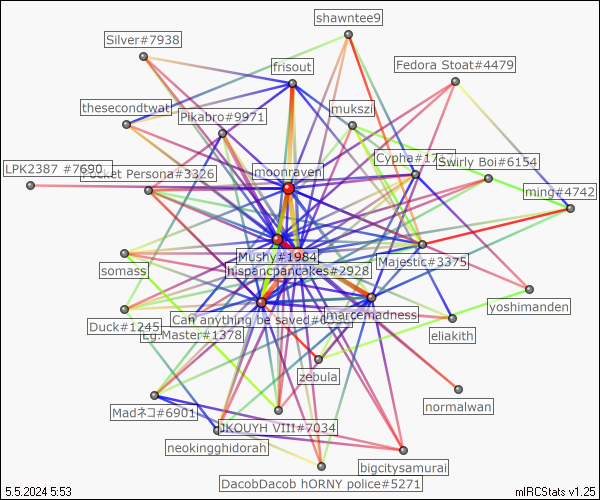 shawntee9
Silver#7938
frisout
Fedora Stoat#4479
thesecondtwat
Pikabro#9971
mukszi
Cypha#17
Swirly Boi#6154
LPK2387 #7690
Pocket Persona#3326
moonraven
ming#4742
Mushy#1984
Majestic#3375
somass
hispancpancakes#2928
yoshimanden
Duck#1245
Can anything be saved
marcemadness
Eg.Master#1378
eliakith
zebula
normalwan
Madネコ#6901
JKOUYH VIII#7034
neokingghidorah
bigcitysamurai
DacobDacob hORNY police#5271
5.5.2024 5:53
mIRCStats v1.25